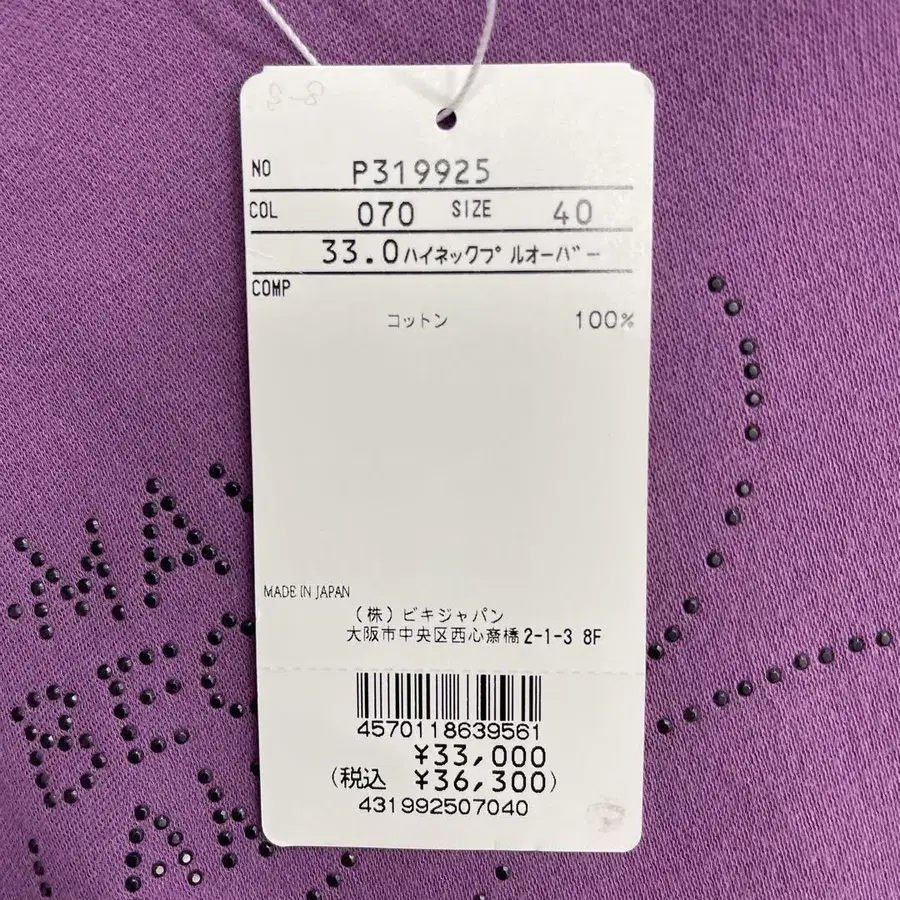 NO P319925
COL 070 SIZE 40
33.0ハイネックプルオーバー
COMP
コットン 100%
MADE IN JAPAN
(株)ビキジャパン
大阪市中央区西心斎橋2-1-3 8F
4570118639561
¥33,000
(税込 ¥36,300)
431992507040
MAY
BEC